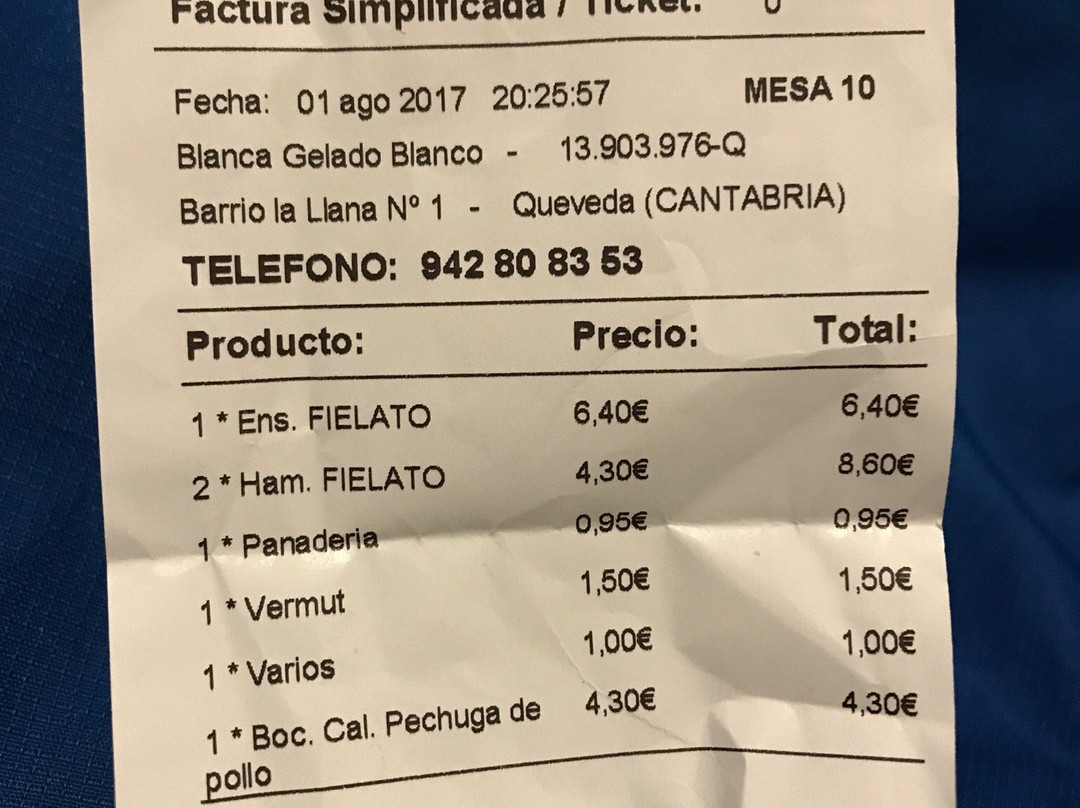 Factura Simplificada / Ticket: 0
Fecha: 01 ago 2017 20:25:57 MESA 10
Blanca Gelado Blanco - 13.903.976-Q
Barrio la Llana Nº 1 - Queveda (CANTABRIA)
TELEFONO: 942 80 83 53
Producto: Precio: Total:
1 * Ens. FIELATO 6,40€ 6,40€
2 * Ham. FIELATO 4,30€ 8,60€
1 * Panaderia 0,95€ 0,95€
1 * Vermut 1,50€ 1,50€
1 * Varios 1,00€ 1,00€
1 * Boc. Cal. Pechuga de 4,30€ 4,30€
pollo